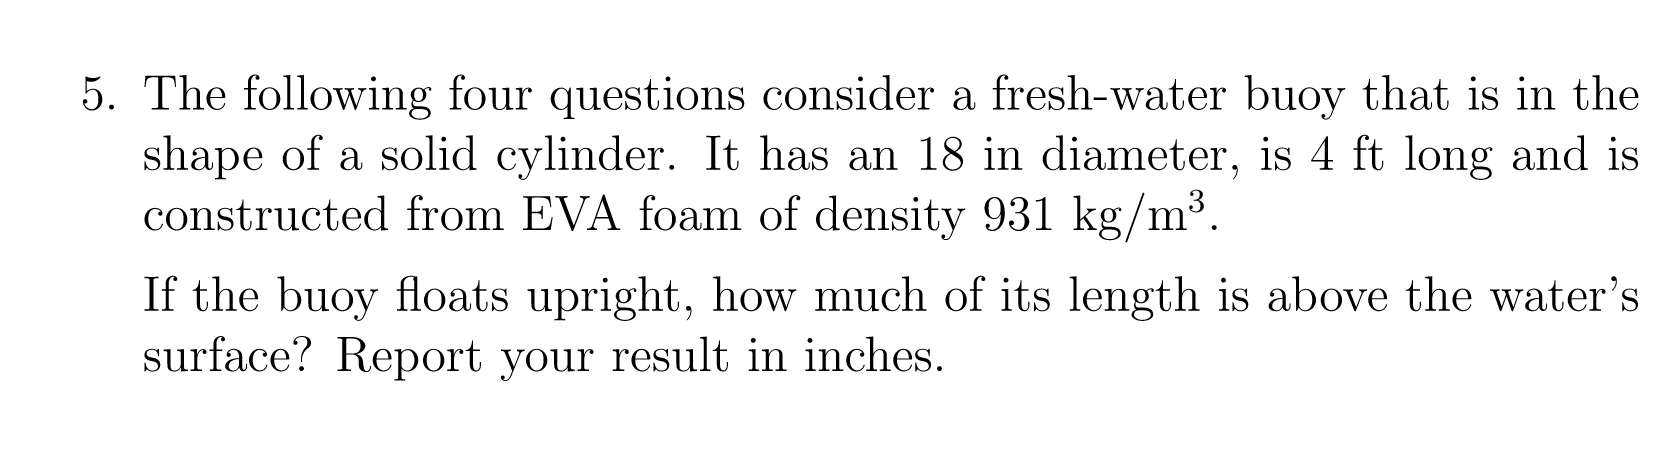 5. The following four questions consider a fresh-water buoy that is in the
shape of a solid cylinder. It has an 18 in diameter, is 4 ft long and is
constructed from EVA foam of density 931 kg/m³.
If the buoy floats upright, how much of its length is above the water's
surface? Report your result in inches.